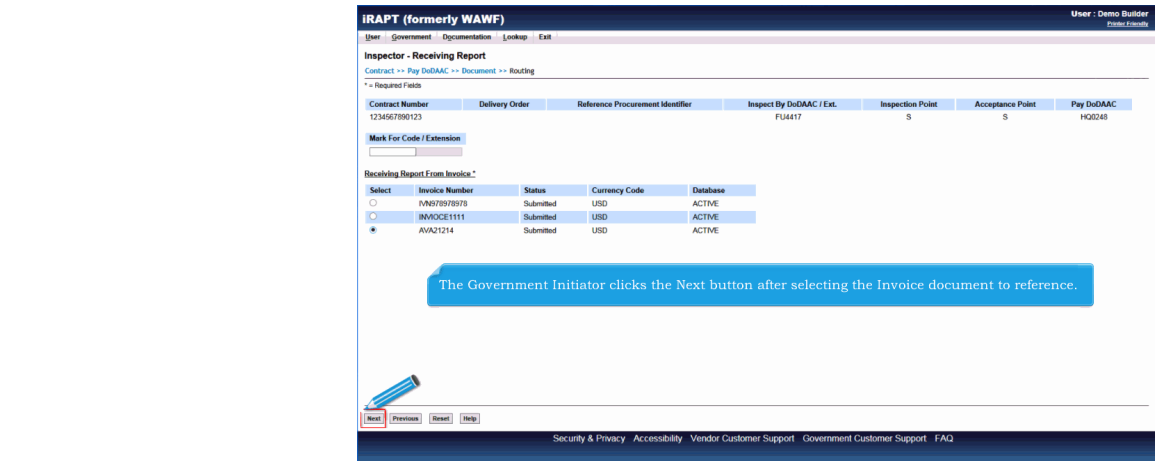 iRAPT (formerly WAWF)
User : Demo Builder
Printer Friendly
User Government Documentation Lookup Exit
Inspector - Receiving Report
Contract >> Pay DoDAAC >> Document >> Routing
* = Required Fields
Contract Number Delivery Order Reference Procurement Identifier Inspect By DoDAAC / Ext. Inspection Point Acceptance Point Pay DoDAAC
1234567890123 FU4417 S S HQ0248
Mark For Code / Extension
Receiving Report From Invoice *
Select Invoice Number Status Currency Code Database
IVN978978978 Submitted USD ACTIVE
INVIOCE1111 Submitted USD ACTIVE
AVA21214 Submitted USD ACTIVE
The Government Initiator clicks the Next button after selecting the Invoice document to reference.
Next Previous Reset Help
Security & Privacy Accessibility Vendor Customer Support Government Customer Support FAQ